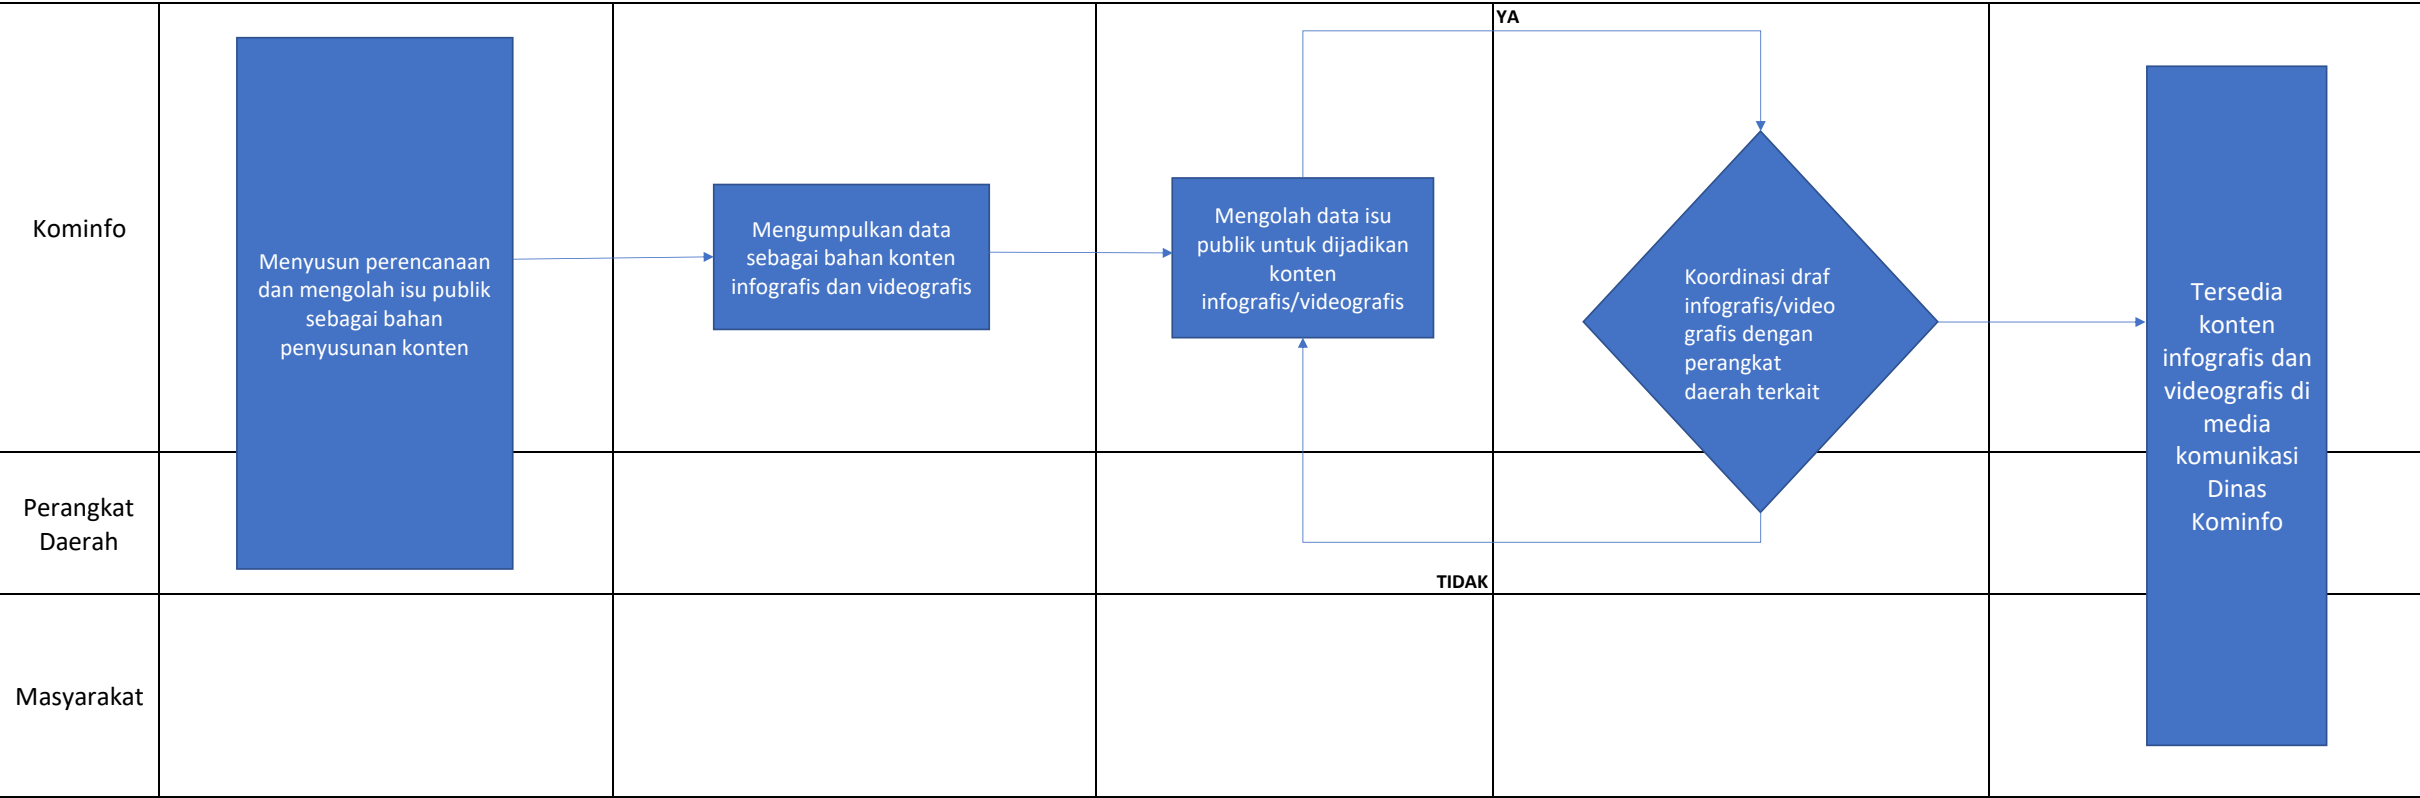 Kominfo
Menyusun perencanaan
dan mengolah isu publik
sebagai bahan
penyusunan konten
Mengumpulkan data
sebagai bahan konten
infografis dan videografis
Mengolah data isu
publik untuk dijadikan
konten
infografis/videografis
YA
Koordinasi draf
infografis/video
grafis dengan
perangkat
daerah terkait
Tersedia
konten
infografis dan
videografis di
media
komunikasi
Dinas
Kominfo
Perangkat
Daerah
TIDAK
Masyarakat